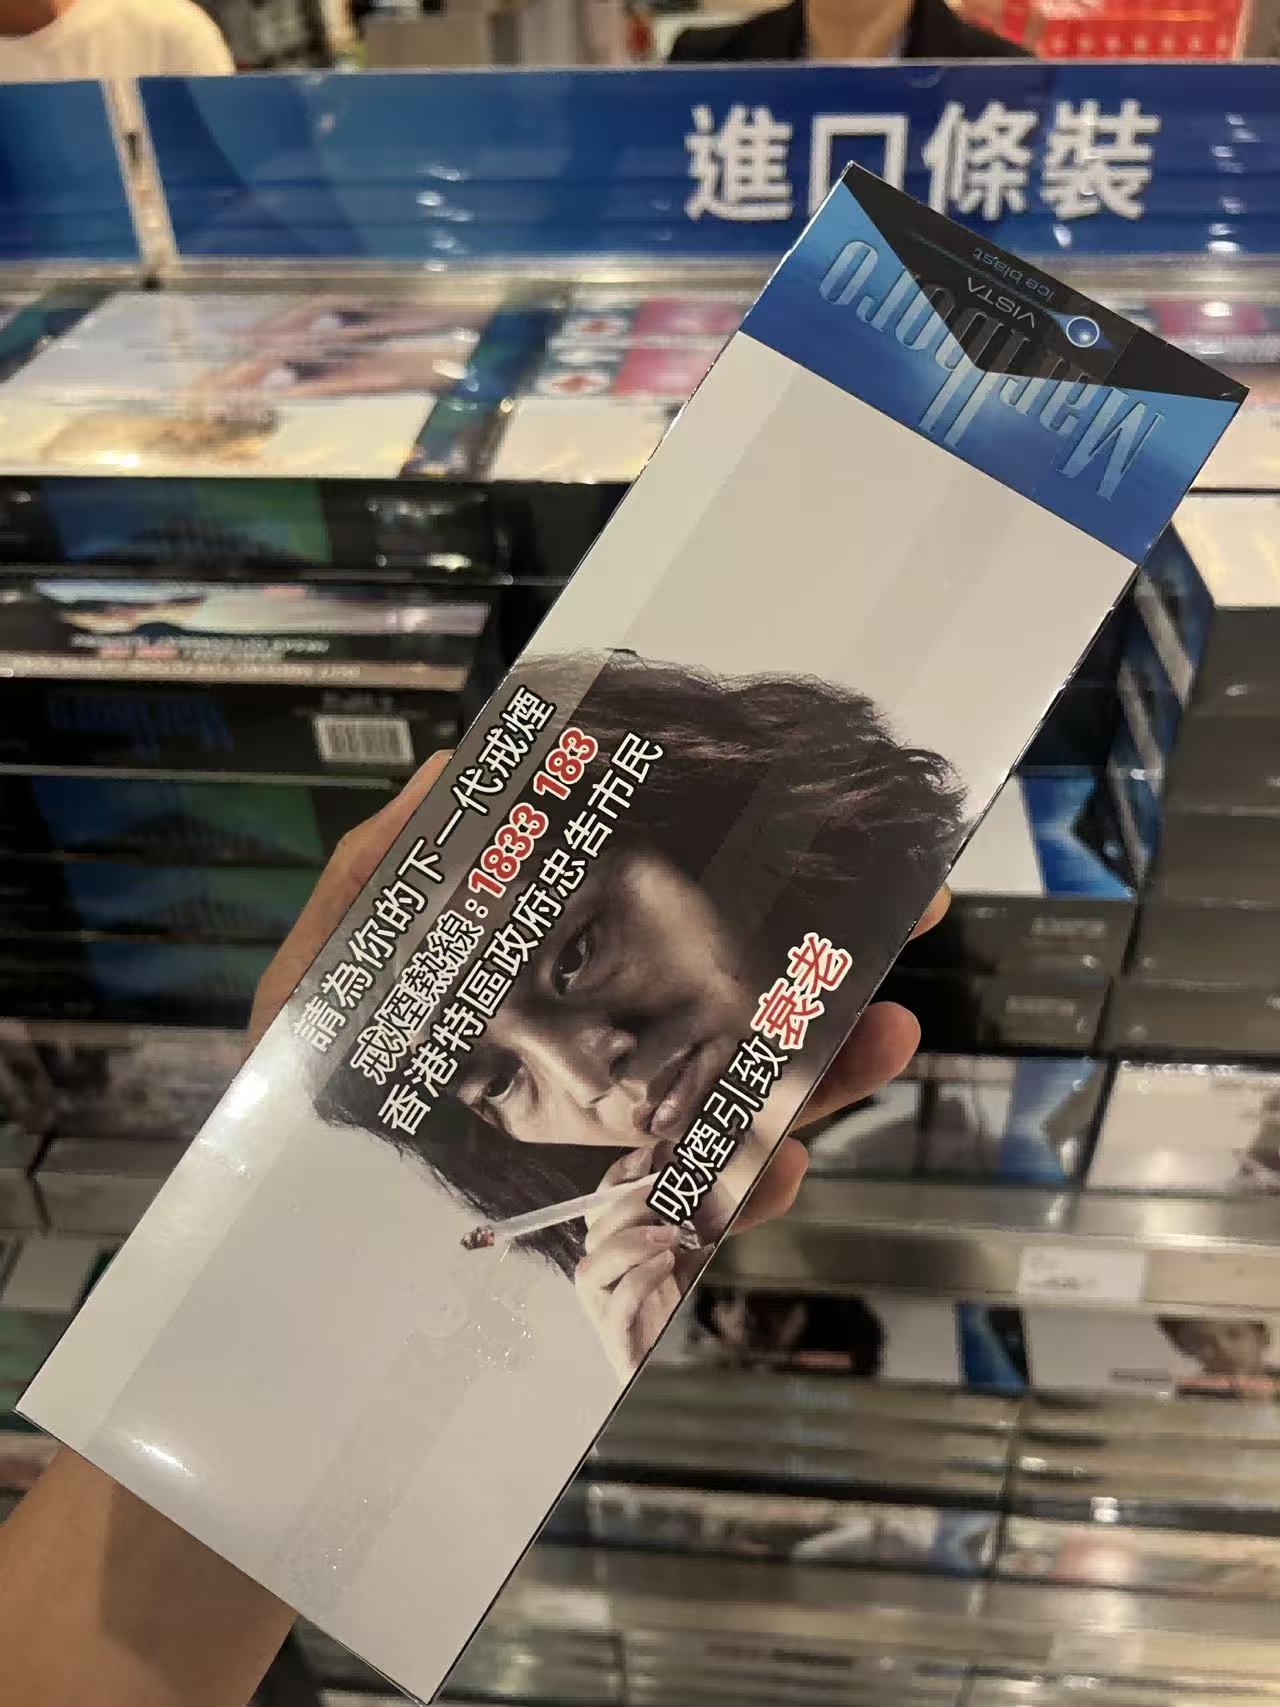 進口條裝
Marlboro
VISTA
ice blast
請為你的下一代戒煙
戒煙熱線:1833 183
香港特區政府忠告市民
吸煙引致衰老
Marlboro